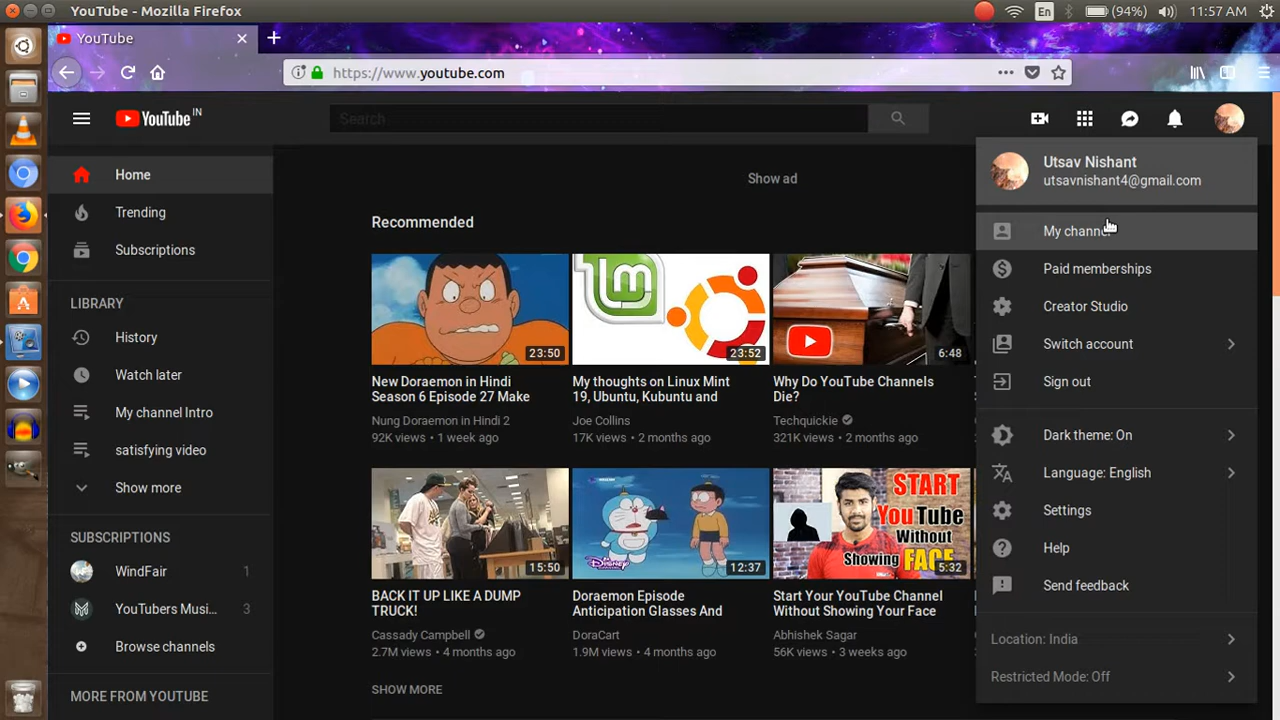 YouTube - Mozilla Firefox
En
(94%)
11:57 AM
YouTube
https://www.youtube.com
YouTube IN
Search
Home
Trending
Subscriptions
LIBRARY
History
Watch later
My channel Intro
satisfying video
Show more
SUBSCRIPTIONS
WindFair 1
YouTubers Musi... 3
Browse channels
MORE FROM YOUTUBE
Show ad
Recommended
23:50
New Doraemon in Hindi
Season 6 Episode 27 Make
Nung Doraemon in Hindi 2
92K views • 1 week ago
23:52
My thoughts on Linux Mint
19, Ubuntu, Kubuntu and
Joe Collins
17K views • 2 months ago
6:48
Why Do YouTube Channels
Die?
Techquickie
321K views • 2 months ago
15:50
BACK IT UP LIKE A DUMP
TRUCK!
Cassady Campbell
2.7M views • 4 months ago
DISNEY
12:37
Doraemon Episode
Anticipation Glasses And
DoraCart
1.9M views • 4 months ago
START
YouTube
Without
Showing FACE
5:32
Start Your YouTube Channel
Without Showing Your Face
Abhishek Sagar
56K views • 3 weeks ago
SHOW MORE
Utsav Nishant
utsavnishant4@gmail.com
My channel
Paid memberships
Creator Studio
Switch account
Sign out
Dark theme: On
Language: English
Settings
Help
Send feedback
Location: India
Restricted Mode: Off